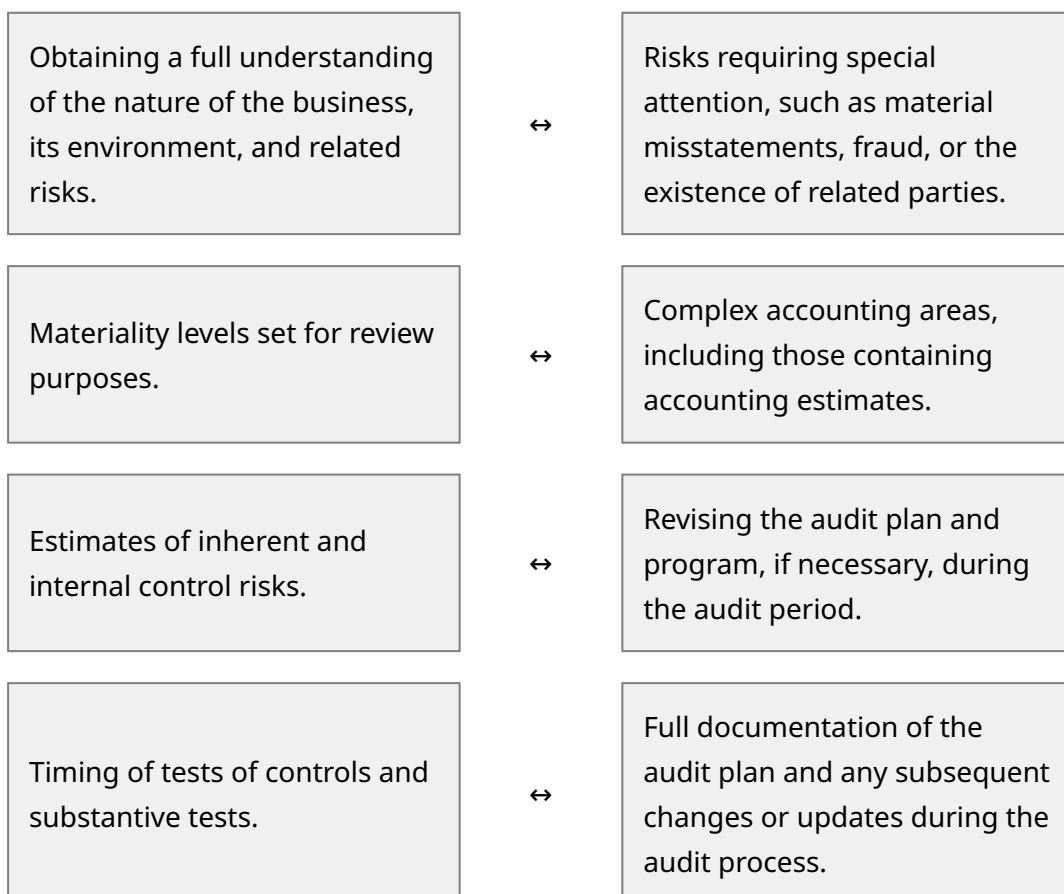 Obtaining a full understanding
of the nature of the business,
its environment, and related
risks.
↔
Risks requiring special
attention, such as material
misstatements, fraud, or the
existence of related parties.
Materiality levels set for review
purposes.
↔
Complex accounting areas,
including those containing
accounting estimates.
Estimates of inherent and
internal control risks.
↔
Revising the audit plan and
program, if necessary, during
the audit period.
Timing of tests of controls and
substantive tests.
↔
Full documentation of the
audit plan and any subsequent
changes or updates during the
audit process.